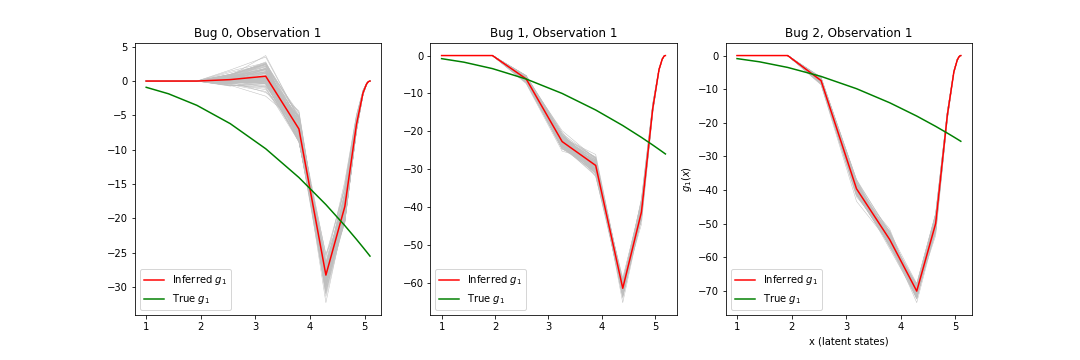 Bug 0, Observation 1
5
0
−5
−10
−15
−20
−25
−30
1 2 3 4 5
Inferred g₁
True g₁
Bug 1, Observation 1
0
−10
−20
−30
−40
−50
−60
1 2 3 4 5
Inferred g₁
True g₁
Bug 2, Observation 1
g₁(x)
0
−10
−20
−30
−40
−50
−60
−70
1 2 3 4 5
x (latent states)
Inferred g₁
True g₁